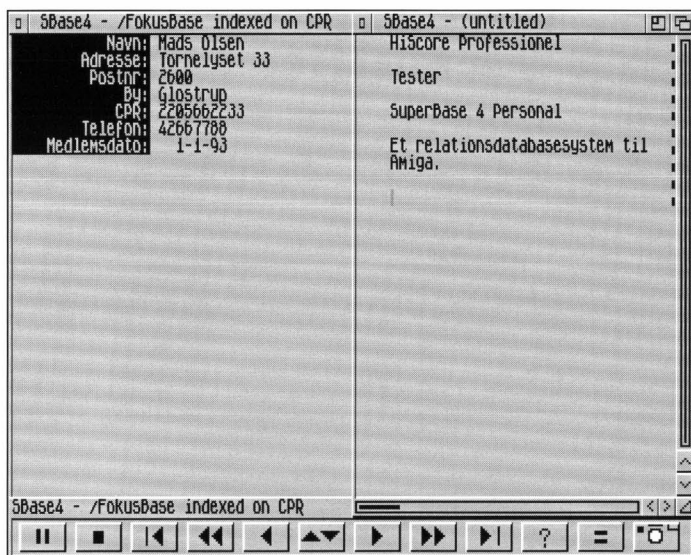 SBase4 - /FokusBase indexed on CPR
Navn: Mads Olsen
Adresse: Tornelyset 33
Postnr: 2600
By: Glostrup
CPR: 2205662233
Telefon: 42667788
Medlemsdato: 1-1-93
SBase4 - /FokusBase indexed on CPR
SBase4 - (untitled)
HiScore Professionel
Tester
SuperBase 4 Personal
Et relationsdatabasesystem til
Amiga.
?
=